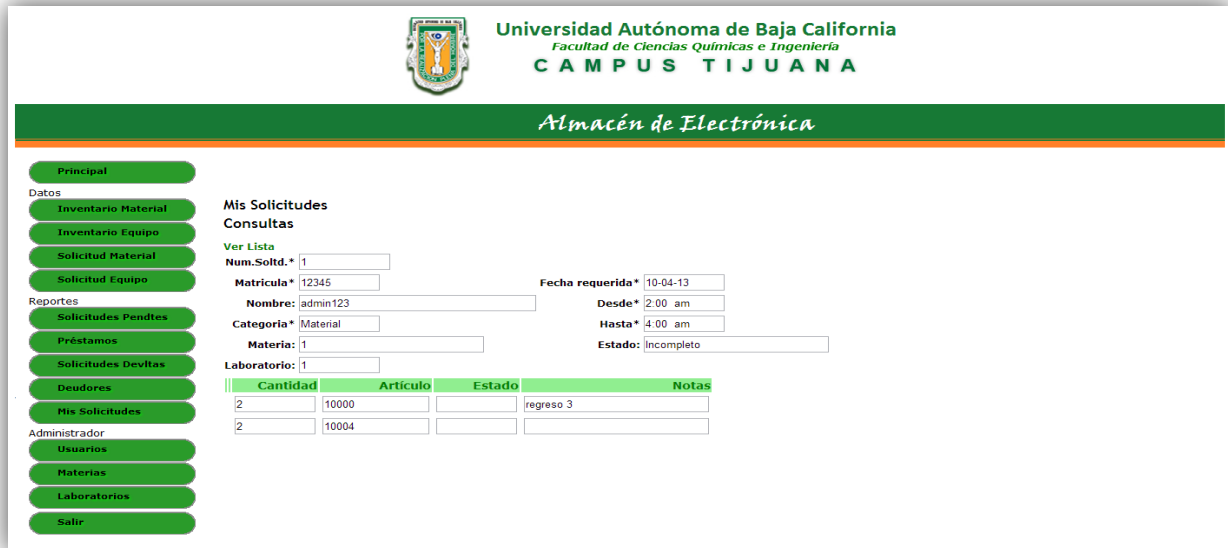 Universidad Autónoma de Baja California
Facultad de Ciencias Químicas e Ingeniería
CAMPUS TIJUANA
Almacén de Electrónica
Principal
Datos
Inventario Material
Inventario Equipo
Solicitud Material
Solicitud Equipo
Reportes
Solicitudes Pendtes
Préstamos
Solicitudes Devltas
Deudores
Mis Solicitudes
Administrador
Usuarios
Materias
Laboratorios
Salir
Mis Solicitudes
Consultas
Ver Lista
Num.Soltd.* 1
Matricula* 12345 Fecha requerida* 10-04-13
Nombre: admin123 Desde* 2:00 am
Categoria* Material Hasta* 4:00 am
Materia: 1 Estado: Incompleto
Laboratorio: 1
Cantidad Artículo Estado Notas
2 10000 regreso 3
2 10004